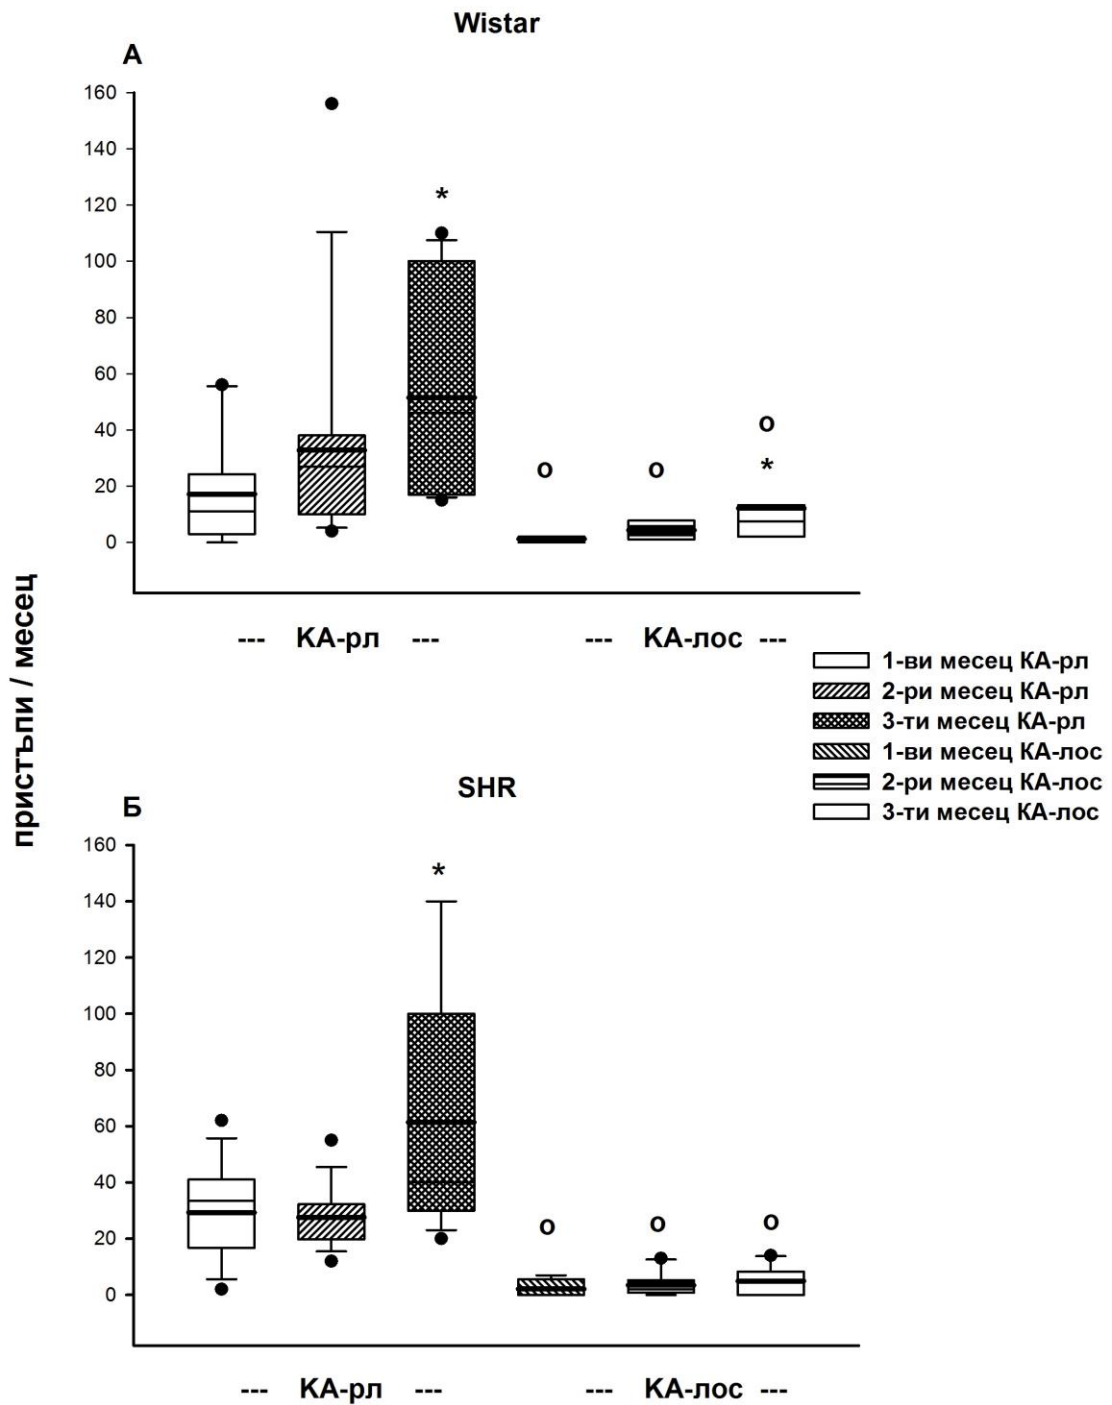 Wistar
А
160
140
120
100
80
60
40
20
0
*
o
o
o
*
--- КА-рл ---
--- КА-лос ---
пристъпи / месец
1-ви месец КА-рл
2-ри месец КА-рл
3-ти месец КА-рл
1-ви месец КА-лос
2-ри месец КА-лос
3-ти месец КА-лос
SHR
Б
160
140
120
100
80
60
40
20
0
*
o
o
o
--- КА-рл ---
--- КА-лос ---